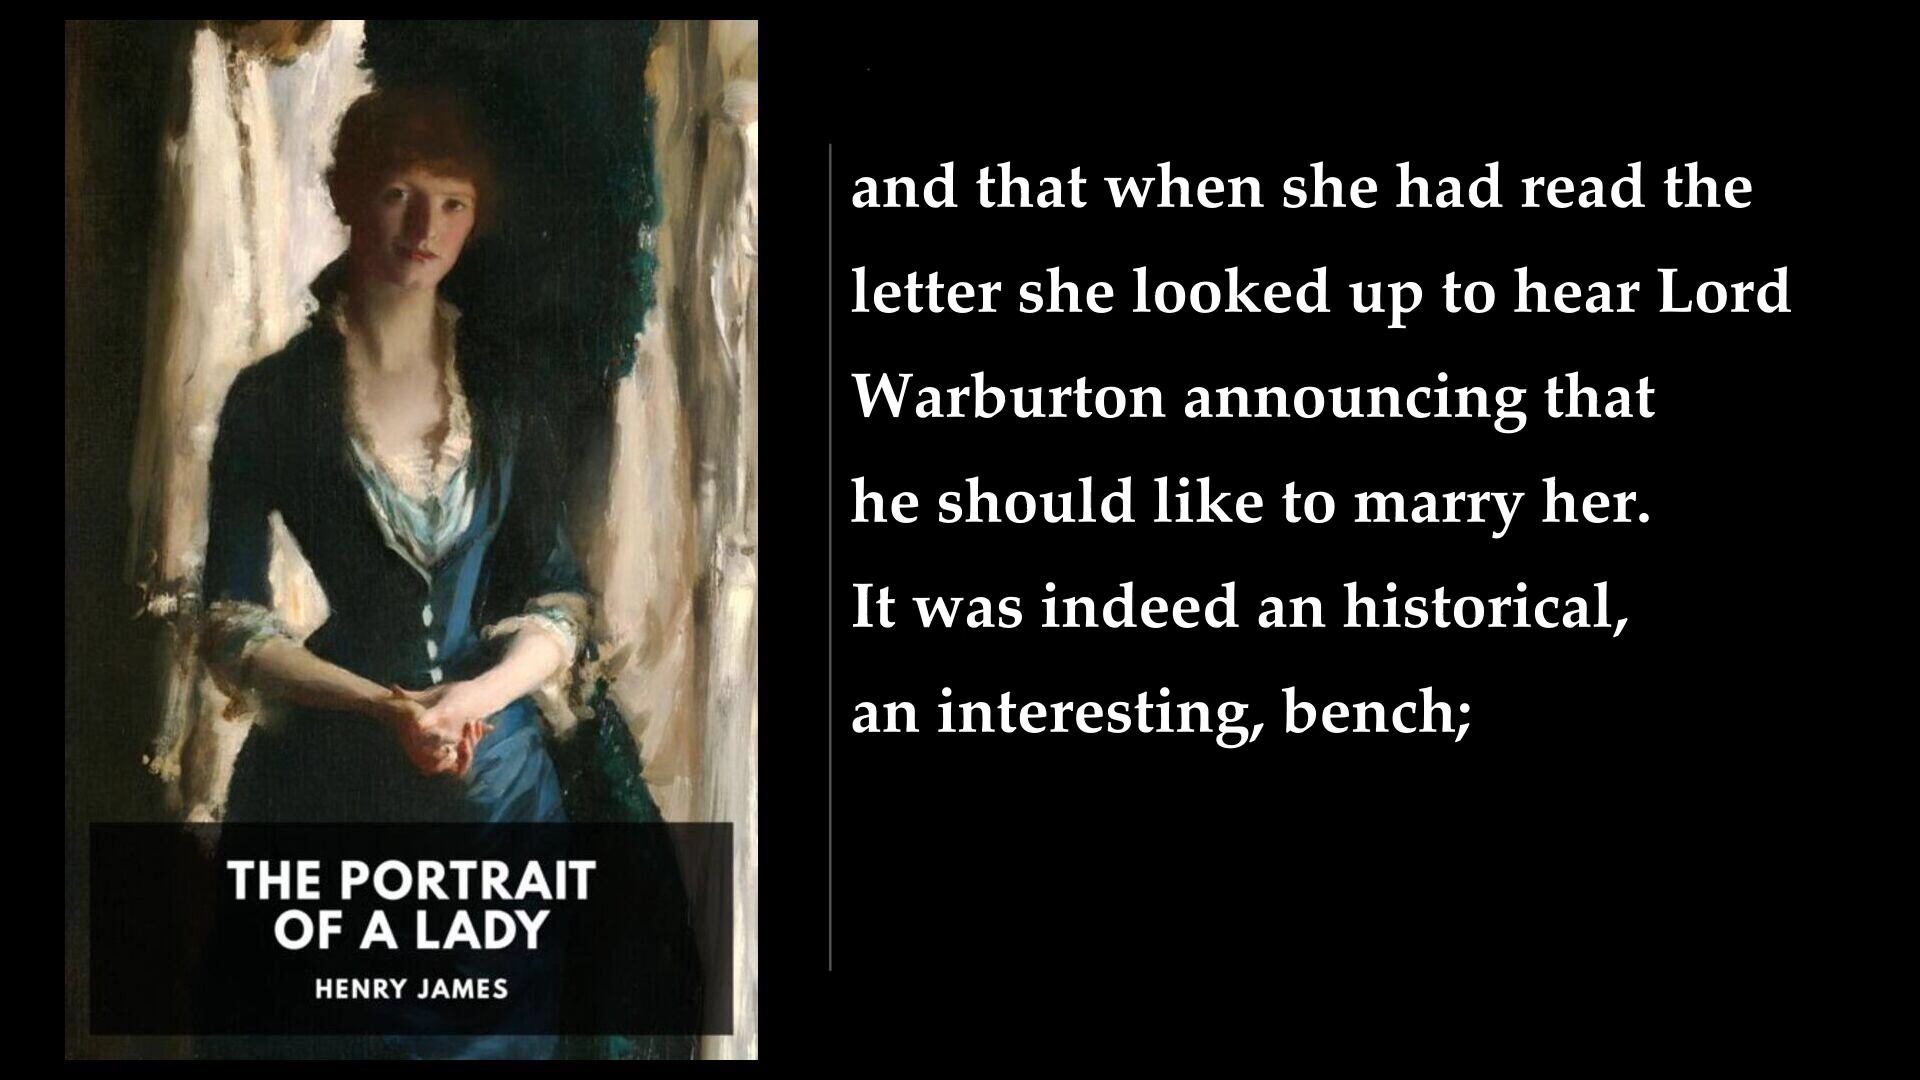 THE PORTRAIT
OF A LADY
HENRY JAMES
and that when she had read the
letter she looked up to hear Lord
Warburton announcing that
he should like to marry her.
It was indeed an historical,
an interesting, bench;